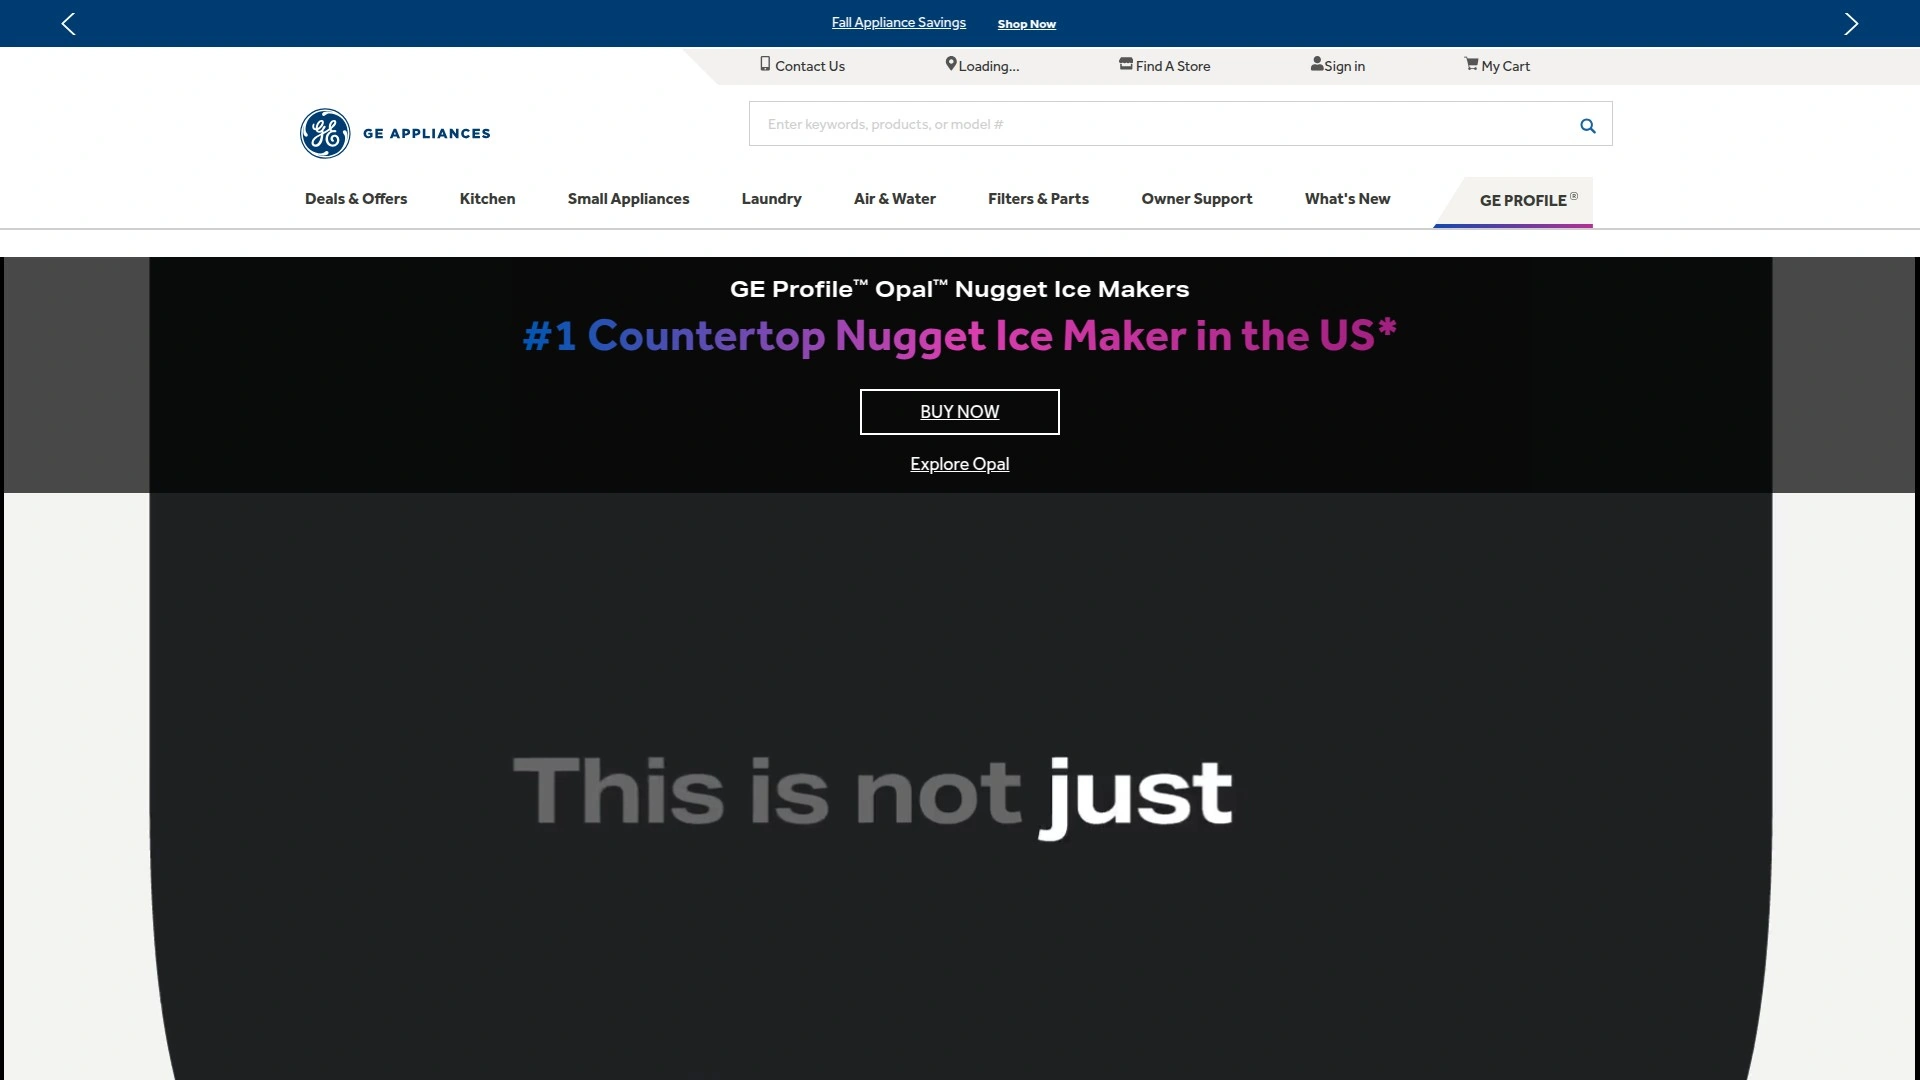 Fall Appliance Savings Shop Now
Contact Us Loading... Find A Store Sign in My Cart
GE APPLIANCES
Enter keywords, products, or model #
Deals & Offers Kitchen Small Appliances Laundry Air & Water Filters & Parts Owner Support What's New GE PROFILE®
GE Profile™ Opal™ Nugget Ice Makers
#1 Countertop Nugget Ice Maker in the US*
BUY NOW
Explore Opal
This is not just